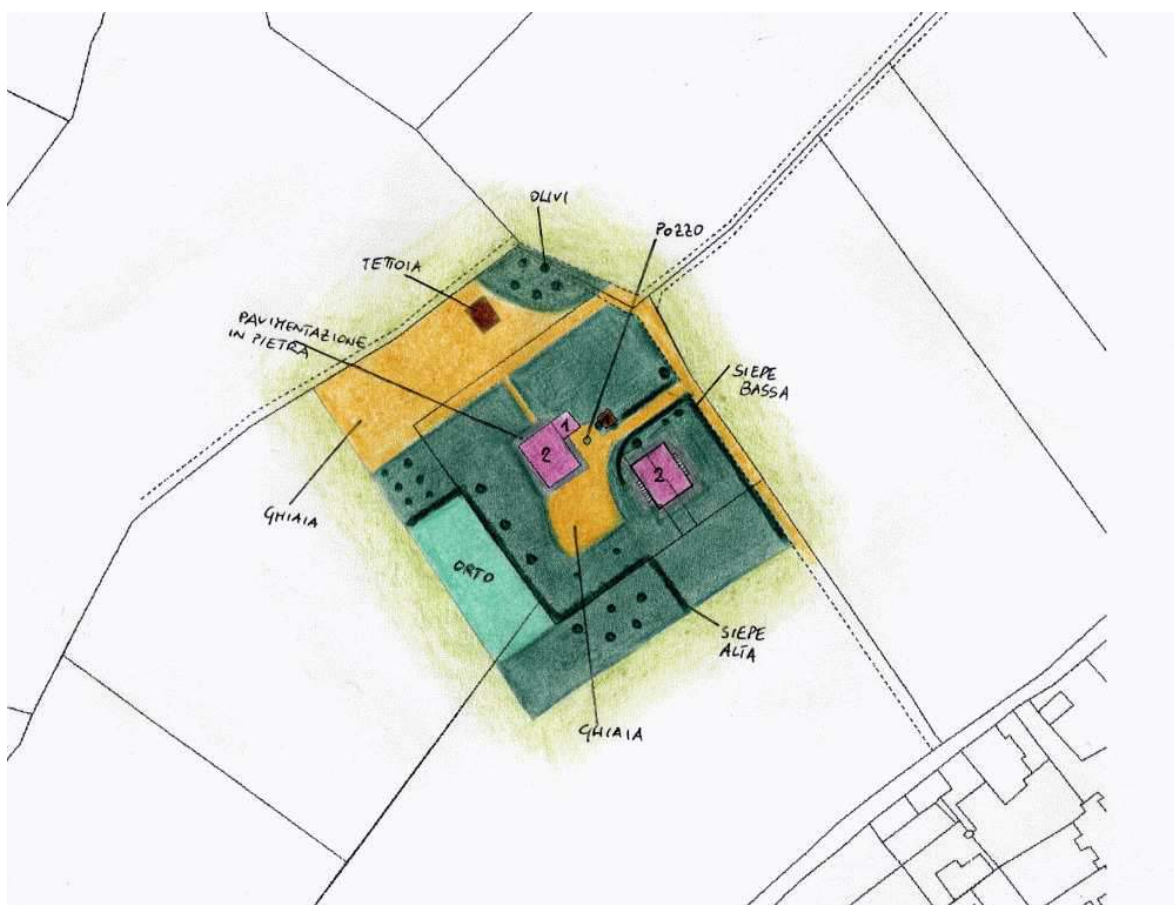 OLIVI
POZZO
TETTOIA
PAVIMENTAZIONE
IN PIETRA
SIEPE
BASSA
1
2
2
GHIAIA
ORTO
SIEPE
ALTA
GHIAIA